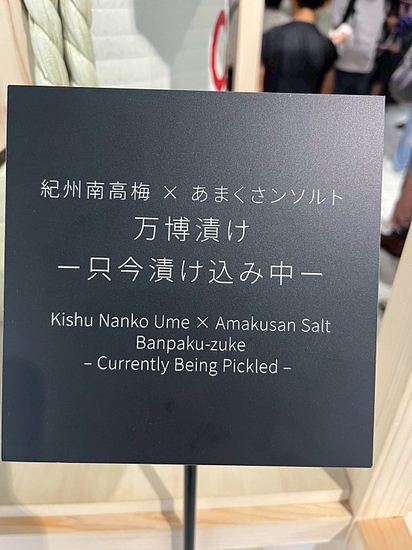 紀州南高梅 × あまくさンソルト
万博漬け
ー只今漬け込み中ー
Kishu Nanko Ume × Amakusan Salt
Banpaku-zuke
– Currently Being Pickled –